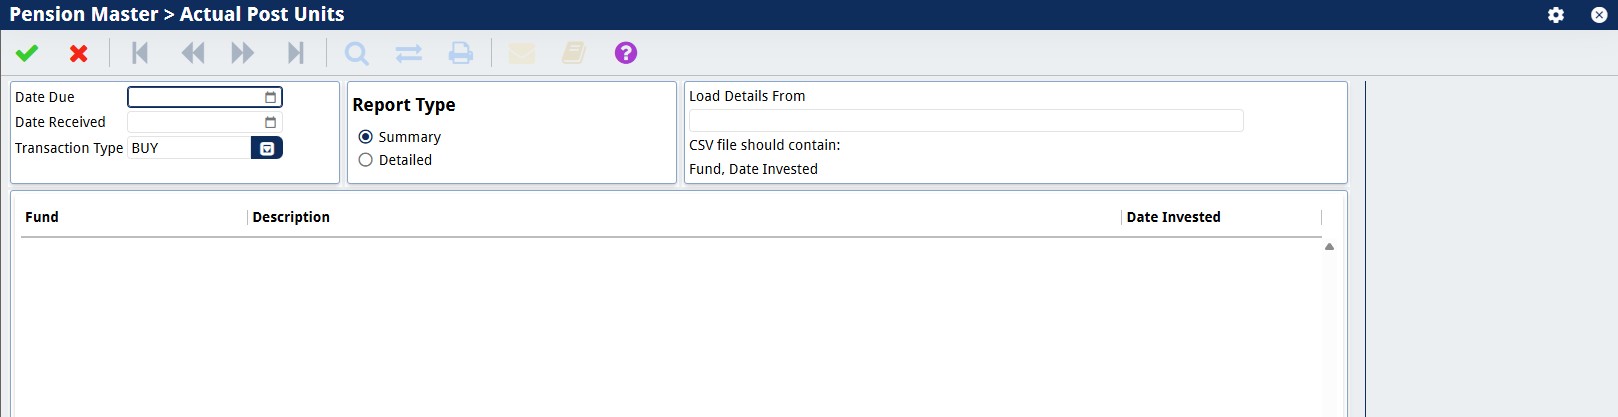 Pension Master > Actual Post Units
?
Date Due
Date Received
Transaction Type BUY
Report Type
Summary
Detailed
Load Details From
CSV file should contain:
Fund, Date Invested
Fund Description Date Invested